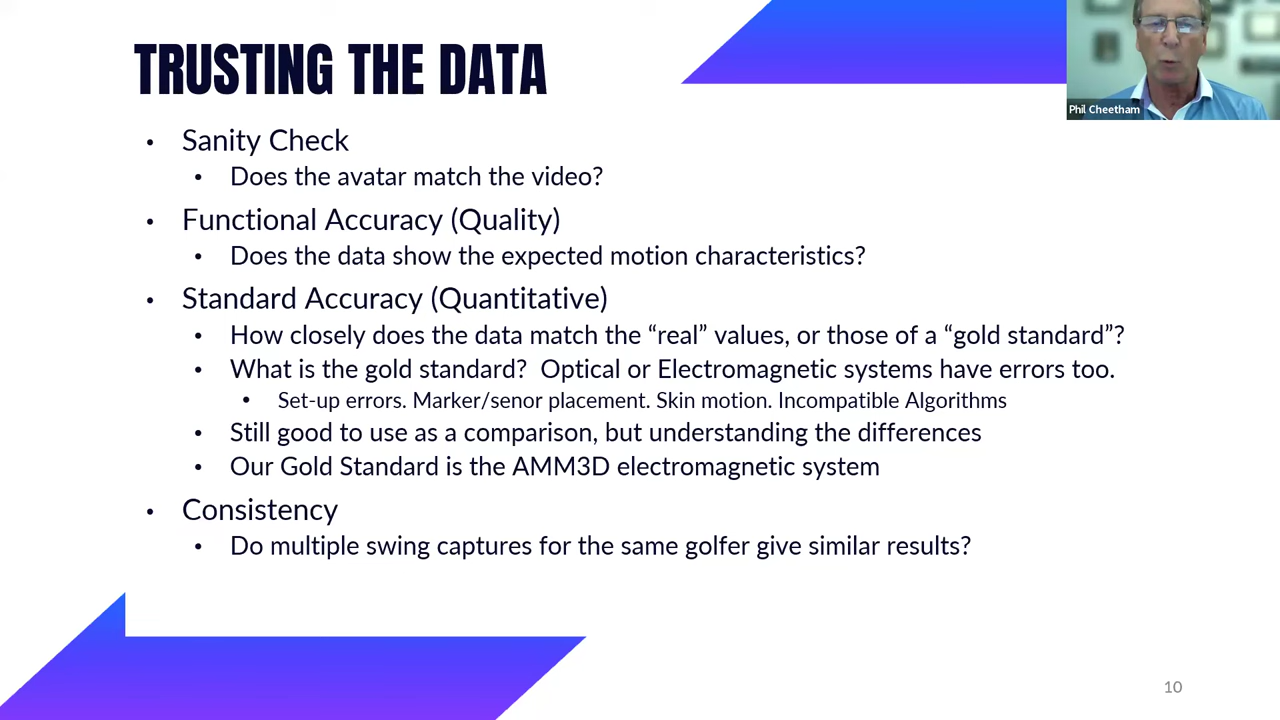 TRUSTING THE DATA
Phil Cheetham
• Sanity Check
• Does the avatar match the video?
• Functional Accuracy (Quality)
• Does the data show the expected motion characteristics?
• Standard Accuracy (Quantitative)
• How closely does the data match the “real” values, or those of a “gold standard”?
• What is the gold standard?  Optical or Electromagnetic systems have errors too.
• Set-up errors. Marker/senor placement. Skin motion. Incompatible Algorithms
• Still good to use as a comparison, but understanding the differences
• Our Gold Standard is the AMM3D electromagnetic system
• Consistency
• Do multiple swing captures for the same golfer give similar results?
10